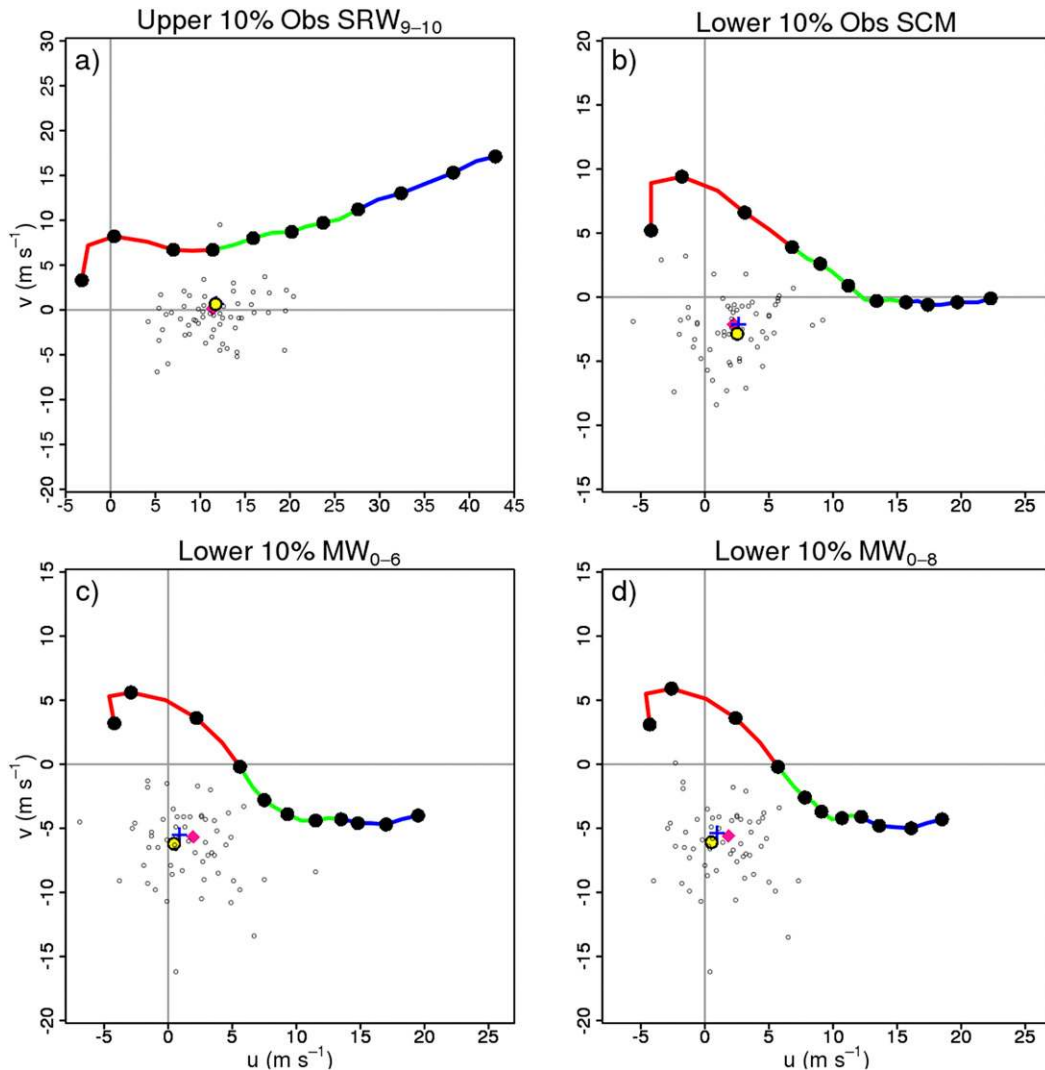 Upper 10% Obs SRW₉₋₁₀
Lower 10% Obs SCM
a)
b)
v (m s⁻¹)
30
25
20
15
10
5
0
-5
-10
-15
-20
-5 0 5 10 15 20 25 30 35 40 45
20
15
10
5
0
-5
-10
-15
-5 0 5 10 15 20 25
Lower 10% MW₀₋₆
Lower 10% MW₀₋₈
c)
d)
v (m s⁻¹)
15
10
5
0
-5
-10
-15
-20
0 5 10 15 20 25
u (m s⁻¹)
15
10
5
0
-5
-10
-15
-20
-5 0 5 10 15 20 25
u (m s⁻¹)